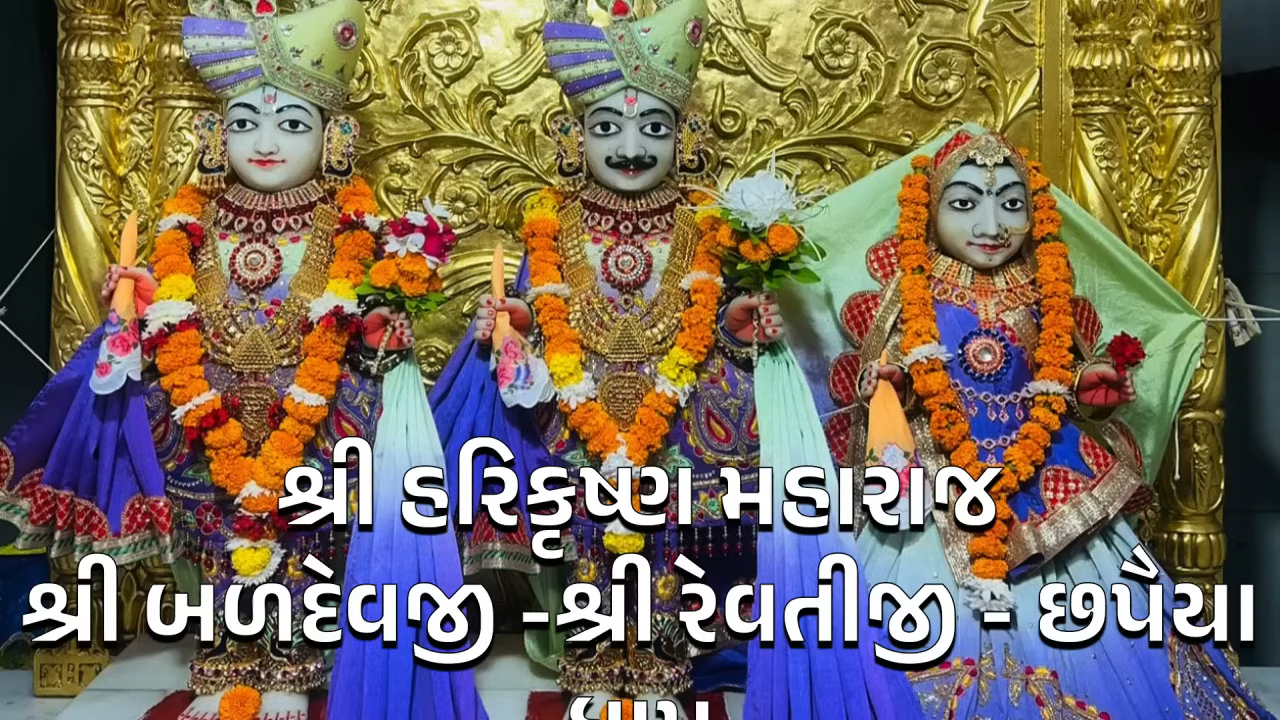 શ્રી હરિકૃષ્ણ મહારાજ
શ્રી બળદેવજી -શ્રી રેવતીજી - છપૈયા